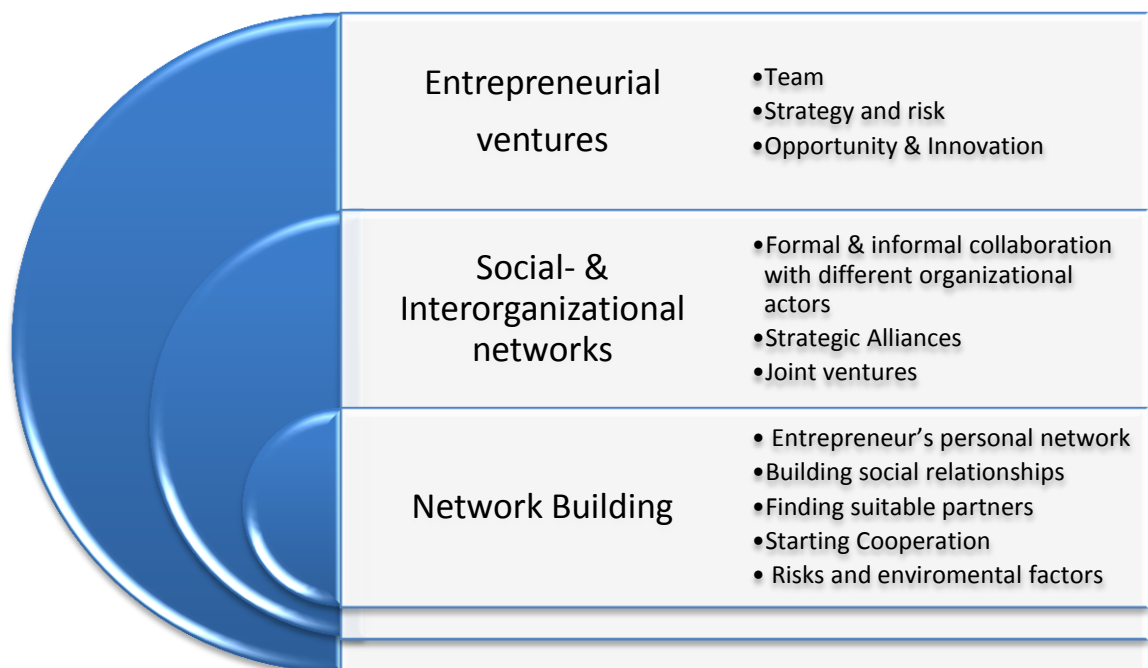 Entrepreneurial
ventures
•Team
•Strategy and risk
•Opportunity & Innovation
Social- &
Interorganizational
networks
•Formal & informal collaboration
with different organizational
actors
•Strategic Alliances
•Joint ventures
Network Building
• Entrepreneur’s personal network
•Building social relationships
•Finding suitable partners
•Starting Cooperation
• Risks and enviromental factors